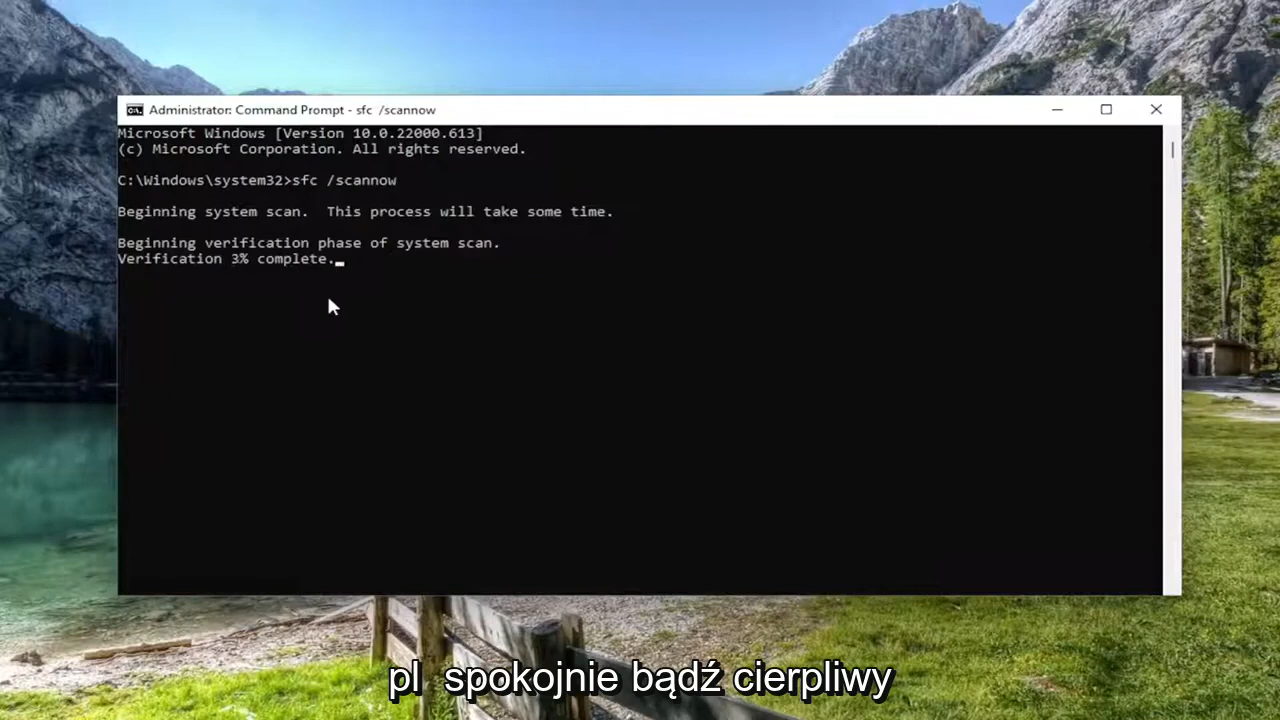 Administrator: Command Prompt - sfc /scannow
Microsoft Windows [Version 10.0.22000.613]
(c) Microsoft Corporation. All rights reserved.
C:\Windows\system32>sfc /scannow
Beginning system scan.  This process will take some time.
Beginning verification phase of system scan.
Verification 3% complete.
pl  spokojnie bądź cierpliwy